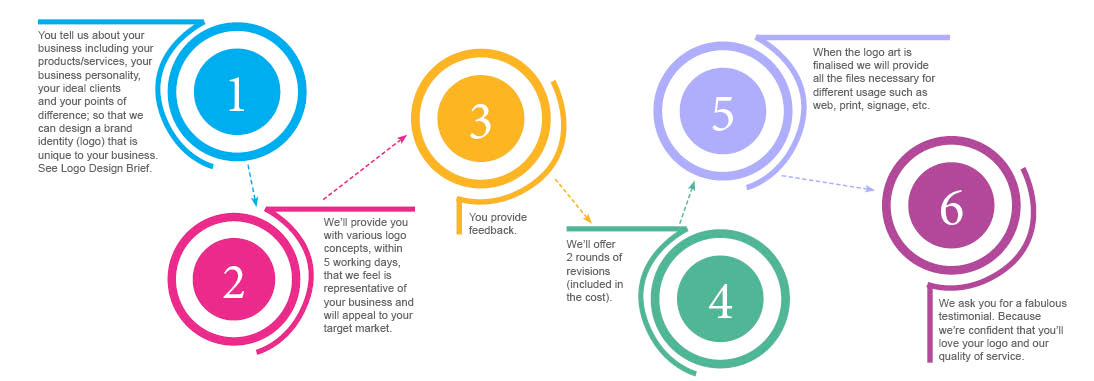 1
You tell us about your
business including your
products/services, your
business personality,
your ideal clients
and your points of
difference; so that we
can design a brand
identity (logo) that is
unique to your business.
See Logo Design Brief.
2
We'll provide you
with various logo
concepts, within
5 working days,
that we feel is
representative of
your business and
will appeal to your
target market.
3
You provide
feedback.
4
We'll offer
2 rounds of
revisions
(included in
the cost).
5
When the logo art is
finalised we will provide
all the files necessary for
different usage such as
web, print, signage, etc.
6
We ask you for a fabulous
testimonial. Because
we're confident that you'll
love your logo and our
quality of service.